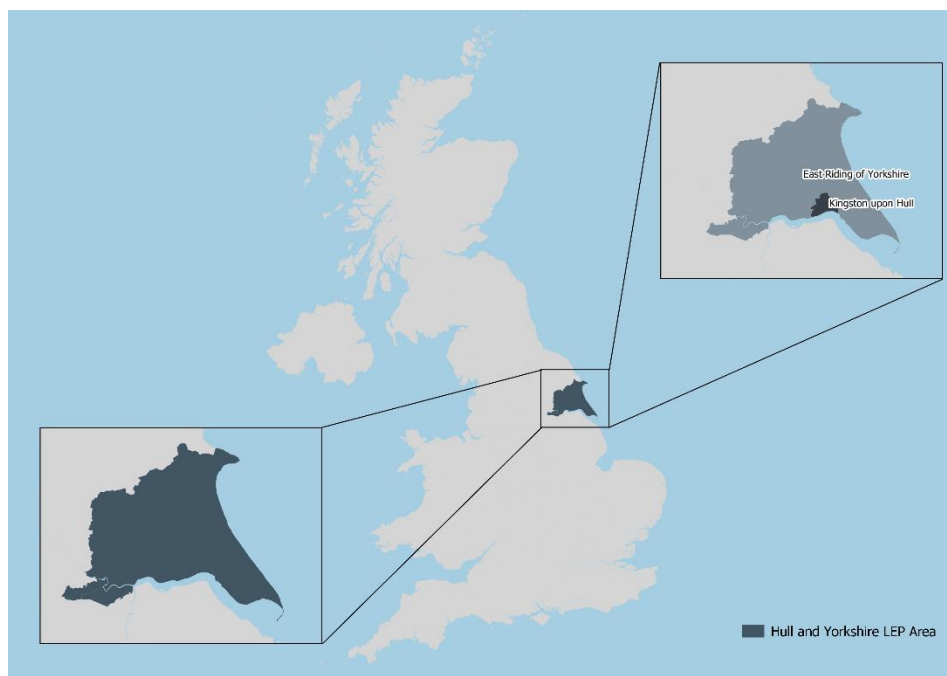 East Riding of Yorkshire
Kingston upon Hull
Hull and Yorkshire LEP Area